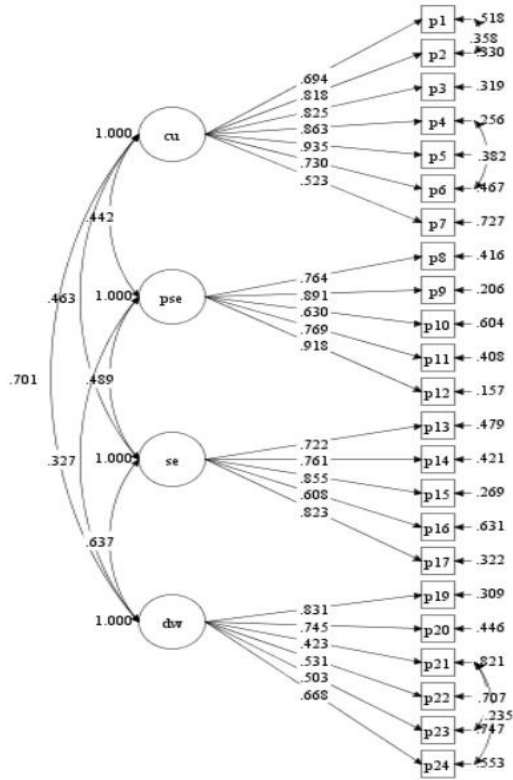 p1
.518
.358
p2
.330
.694
.818
p3
.319
.825
p4
.256
.863
1.000
cu
.935
p5
.382
.730
p6
.467
.523
p7
.727
.442
p8
.416
.764
p9
.206
.891
.463
1.000
pse
.630
p10
.604
.769
p11
.408
.918
.701
.489
p12
.157
p13
.479
.722
.327
.761
1.000
se
p14
.421
.855
p15
.269
.608
.823
p16
.631
.637
p17
.322
p19
.309
.831
1.000
dw
.745
p20
.446
.423
p21
.821
.531
.503
p22
.707
.668
.235
p23
.747
p24
.553